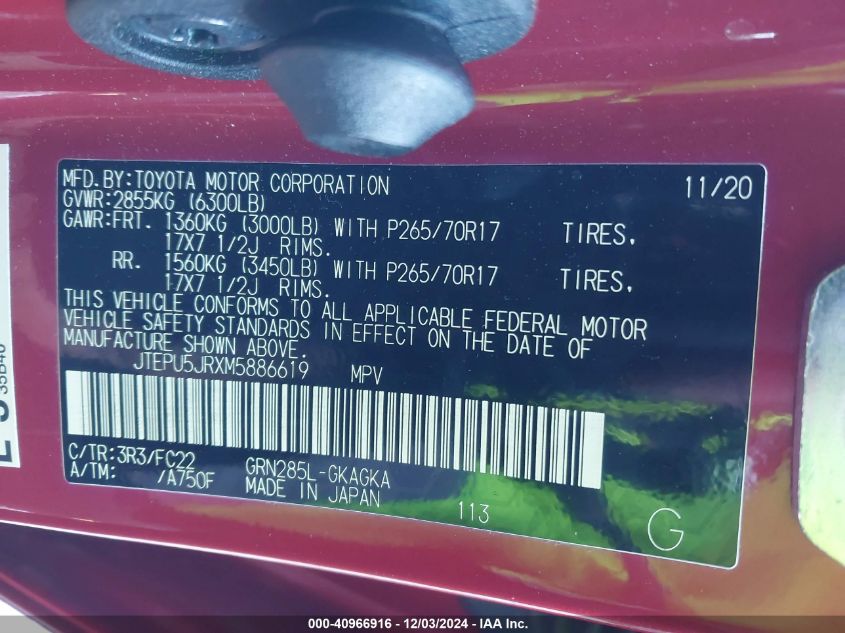 MFD.BY:TOYOTA MOTOR CORPORATION 11/20
GVWR:2855KG (6300LB)
GAWR:FRT. 1360KG (3000LB) WITH P265/70R17 TIRES.
17X7 1/2J RIMS.
RR. 1560KG (3450LB) WITH P265/70R17 TIRES.
17X7 1/2J RIMS.
THIS VEHICLE CONFORMS TO ALL APPLICABLE FEDERAL MOTOR
VEHICLE SAFETY STANDARDS IN EFFECT ON THE DATE OF
MANUFACTURE SHOWN ABOVE.
JTEPU5JRXM5886619 MPV
C/TR:3R3/FC22 GRN285L-GKAGKA
A/TM: /A750F MADE IN JAPAN
113 G
35B40
000-40966916 - 12/03/2024 - IAA Inc.